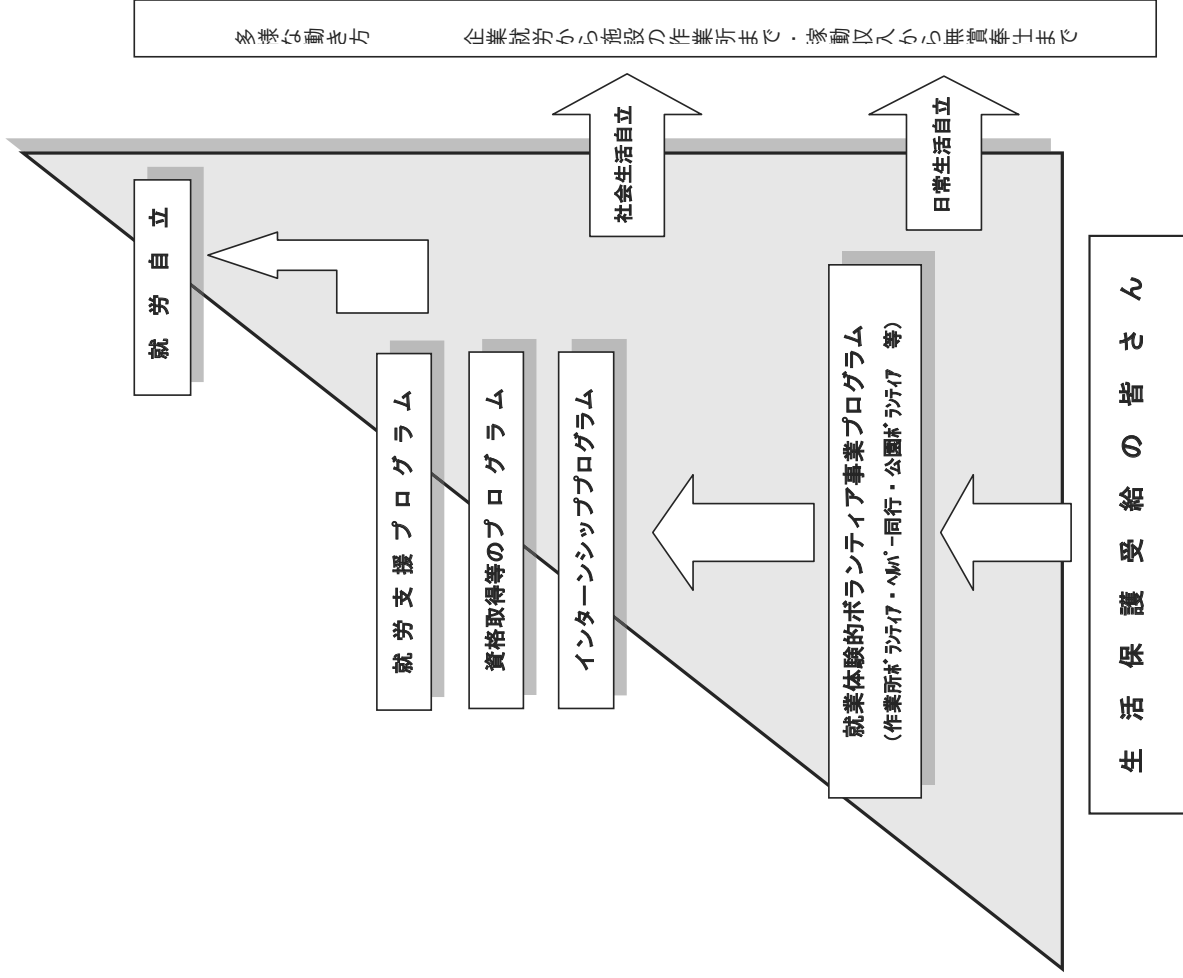 多様な働き方　企業就労から施設の作業所まで・稼動収入から無償奉仕まで
就労自立
社会生活自立
日常生活自立
就労支援プログラム
資格取得等のプログラム
インターンシッププログラム
就業体験的ボランティア事業プログラム
（作業所ﾎﾞﾗﾝﾃｨｱ・ﾍﾙﾊﾟｰ同行・公園ﾎﾞﾗﾝﾃｨｱ　等）
生活保護受給の皆さん